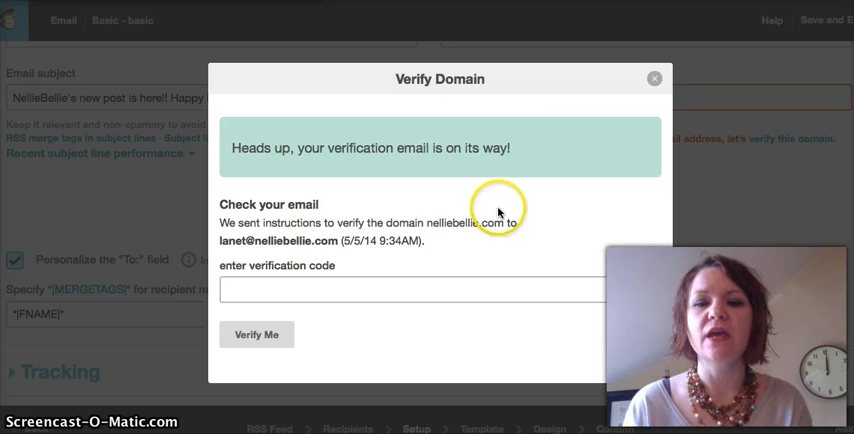 Email Basic - basic Help Save and E
Verify Domain
Email subject
NellieBellie's new post is here!! Happy
Heads up, your verification email is on its way!
Keep it relevant and non-spammy to avoid
RSS merge tags in subject lines - Subject l
ail address, let's verify this domain.
Recent subject line performance
Check your email
We sent instructions to verify the domain nelliebellie.com to
lanet@nelliebellie.com (5/5/14 9:34AM).
Personalize the "To:" field
enter verification code
Specify *|MERGETAGS|* for recipient na
*|FNAME|*
Verify Me
Tracking
Screencast-O-Matic.com
RSS Feed Recipients Setup Template Design Confirm